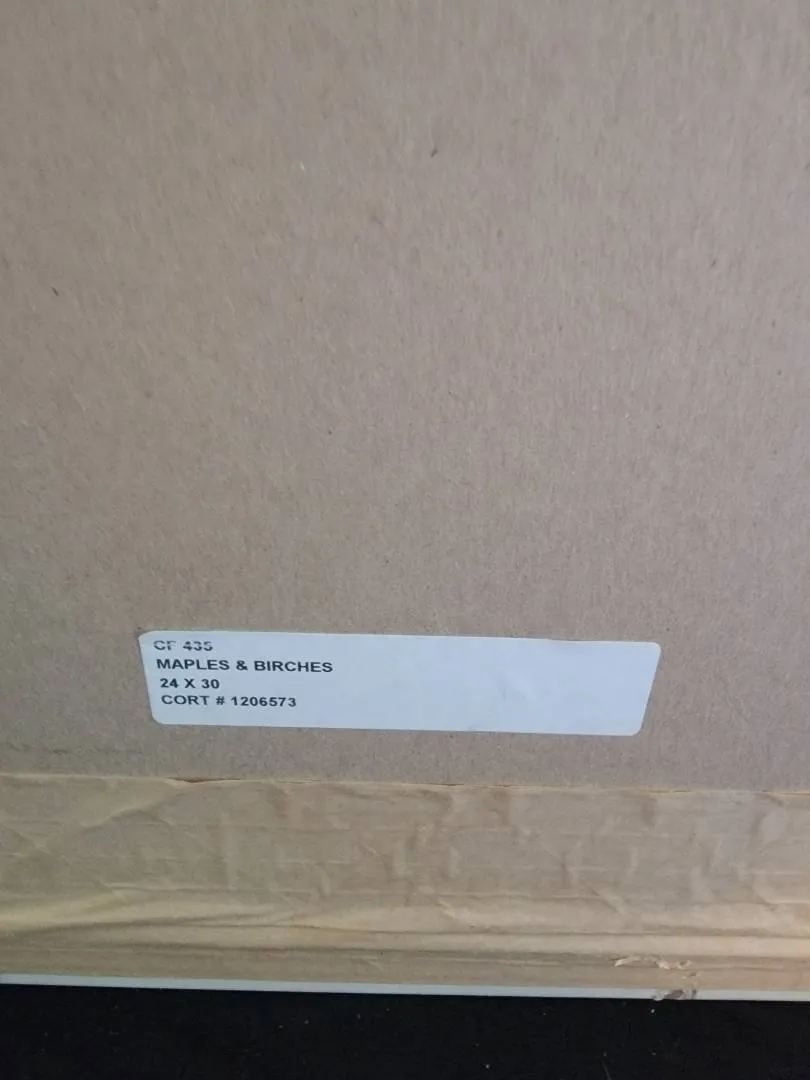 CF 435
MAPLES & BIRCHES
24 X 30
CORT # 1206573